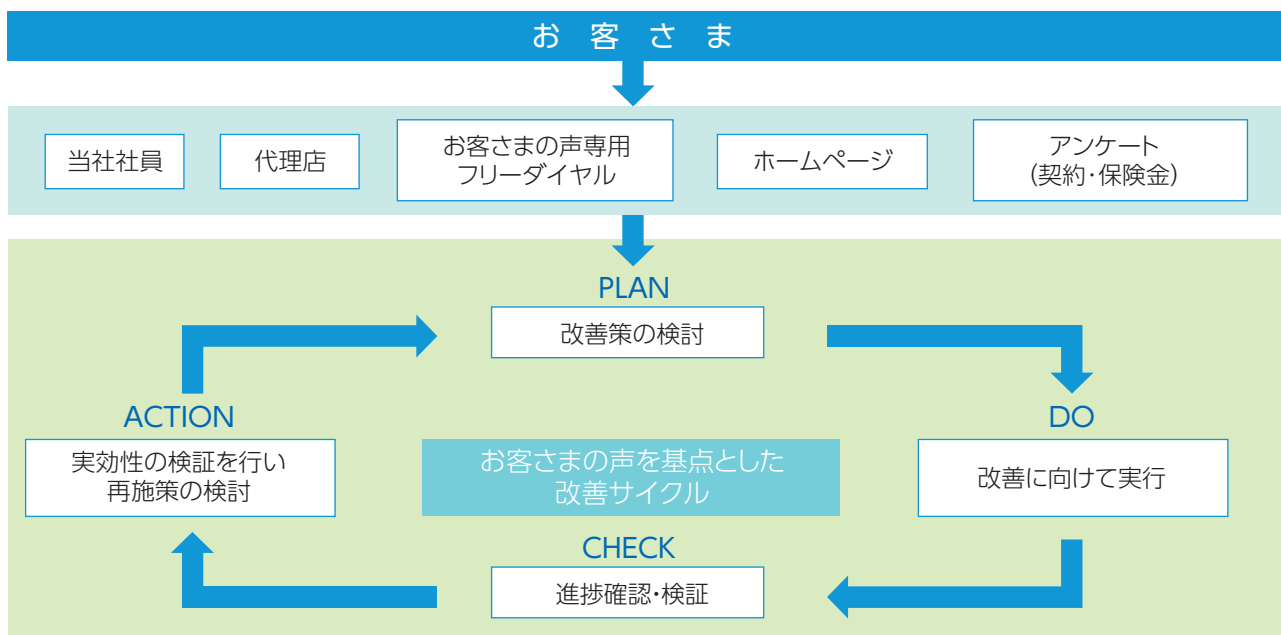 お客さま
当社社員
代理店
お客さまの声専用
フリーダイヤル
ホームページ
アンケート
(契約・保険金)
PLAN
改善策の検討
ACTION
実効性の検証を行い
再施策の検討
お客さまの声を基点とした
改善サイクル
DO
改善に向けて実行
CHECK
進捗確認・検証